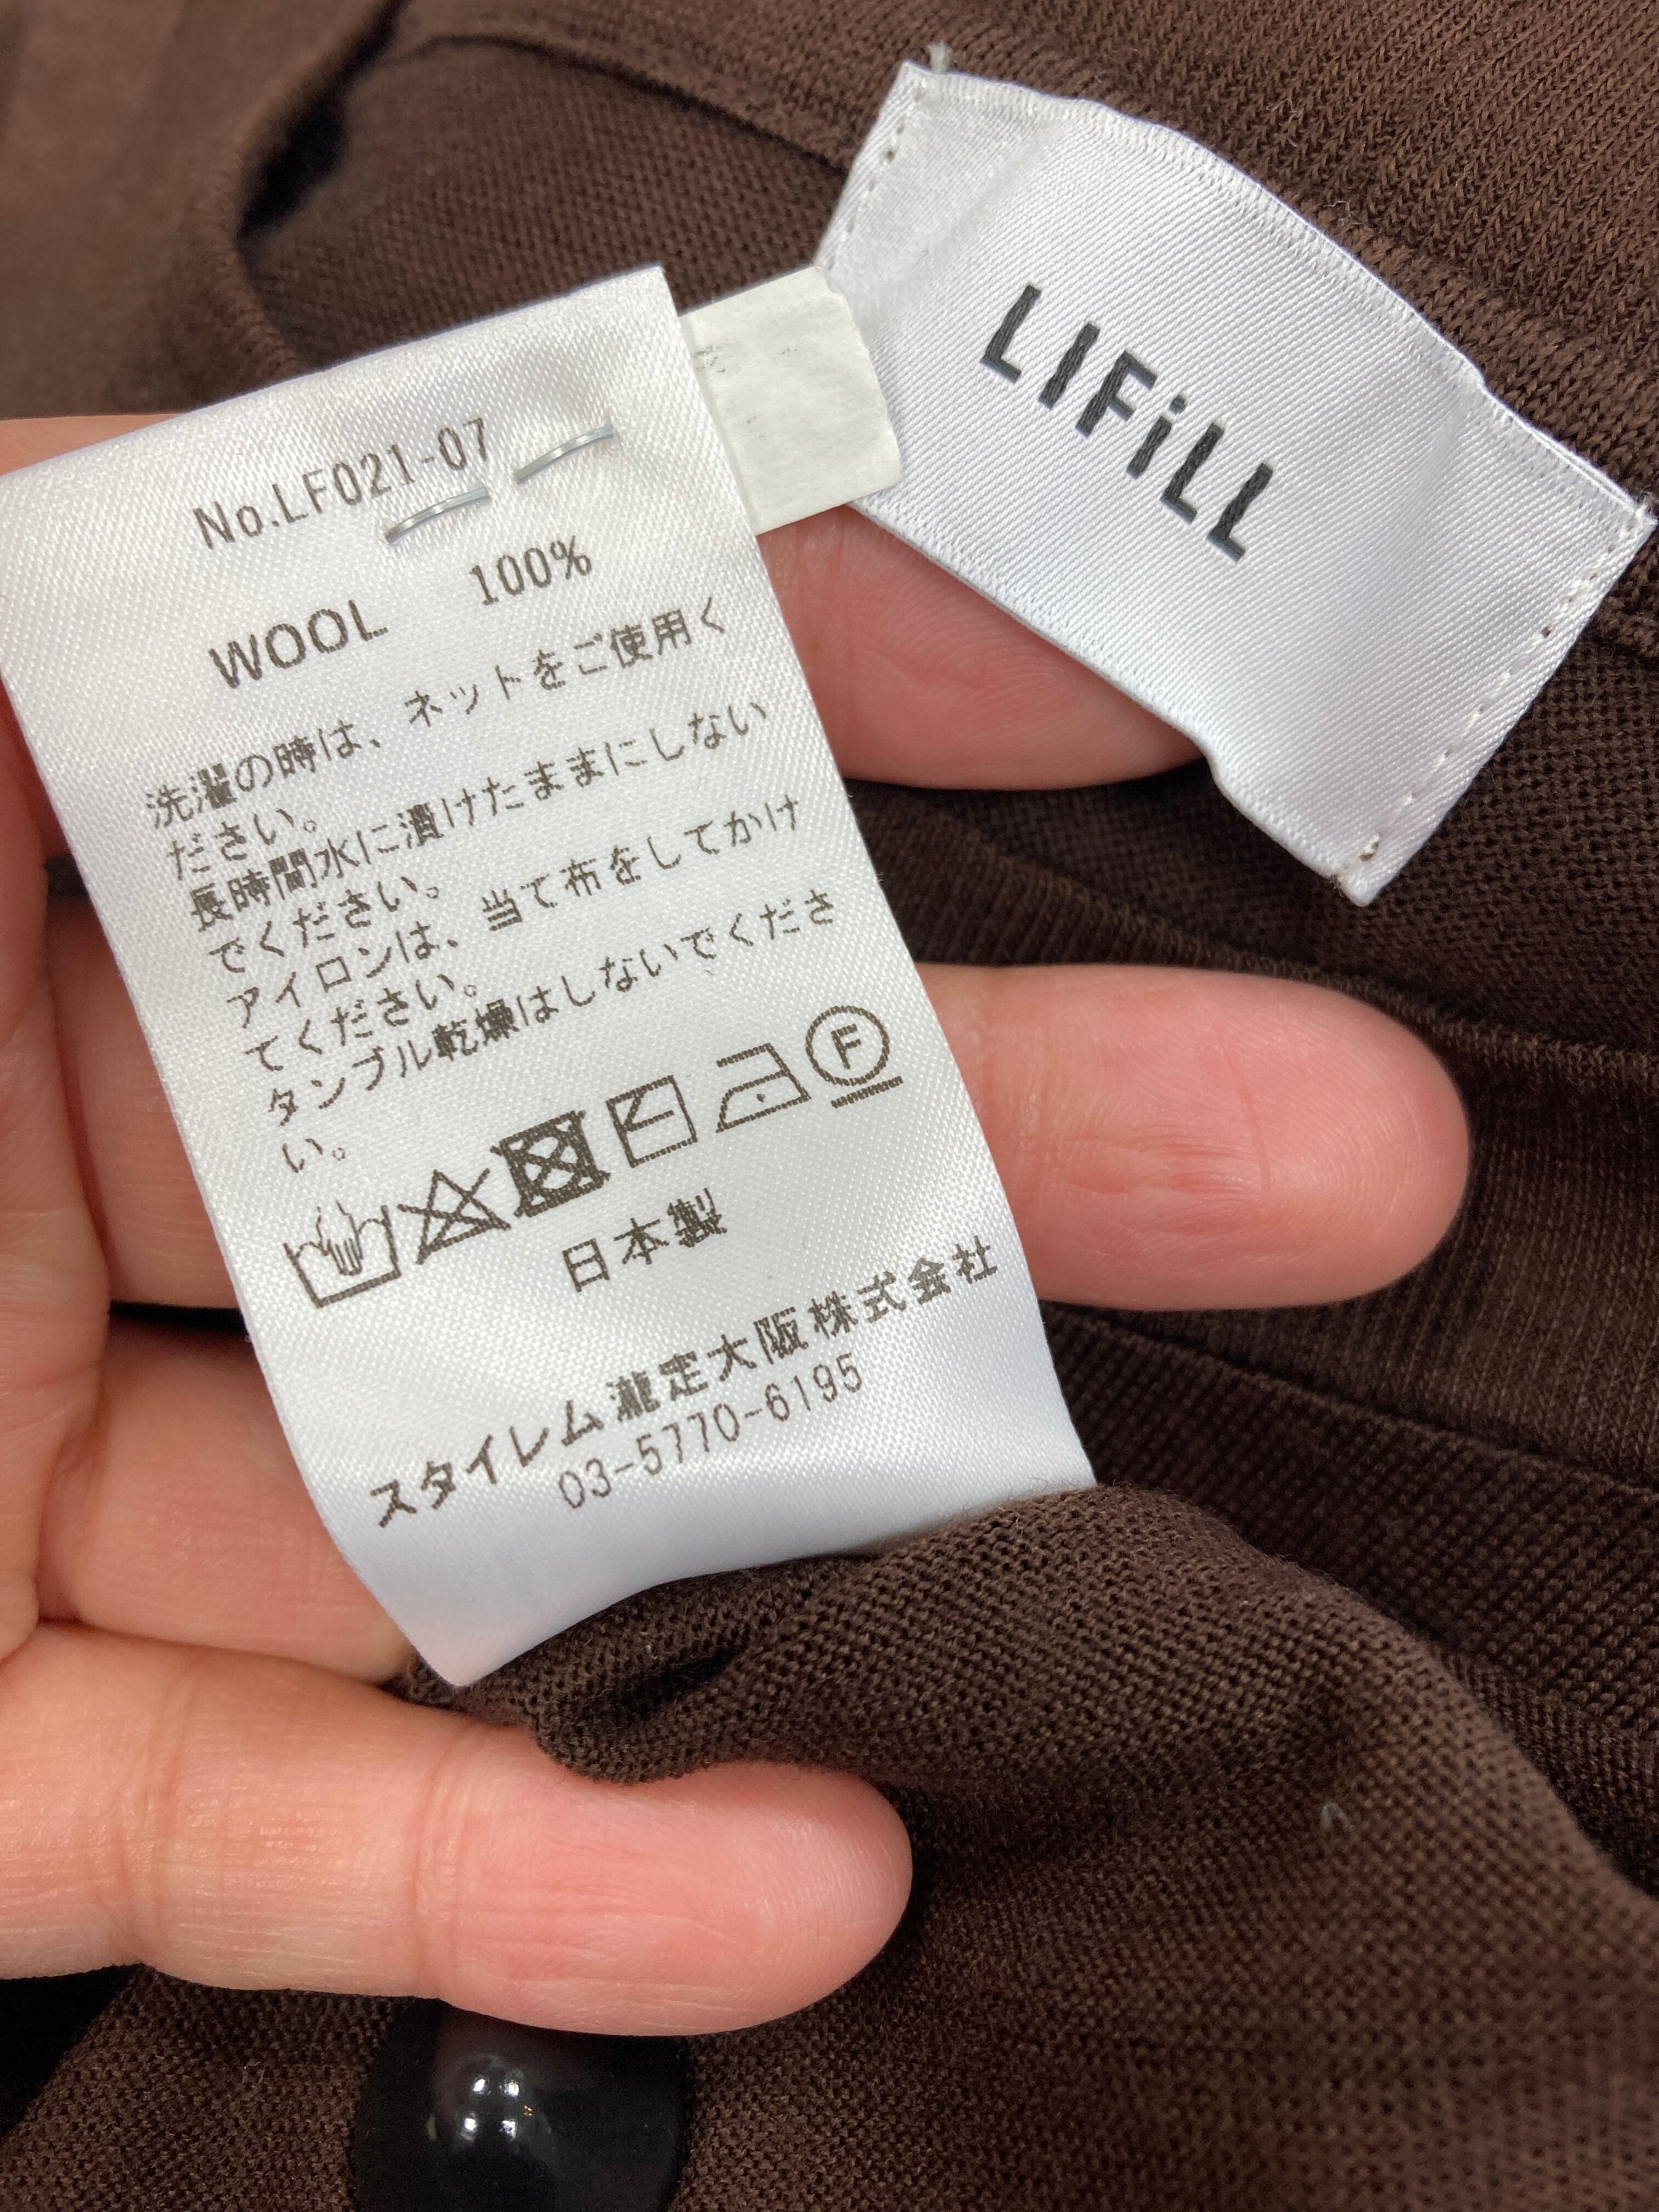 LIFiLL
No.LF021-07
WOOL 100%
洗濯の時は、ネットをご使用く
ださい。
長時間水に漬けたままにしない
でください。
アイロンは、当て布をしてかけ
てください。
タンブル乾燥はしないでくださ
い。
F
日本製
スタイレム瀧定大阪株式会社
03-5770-6195